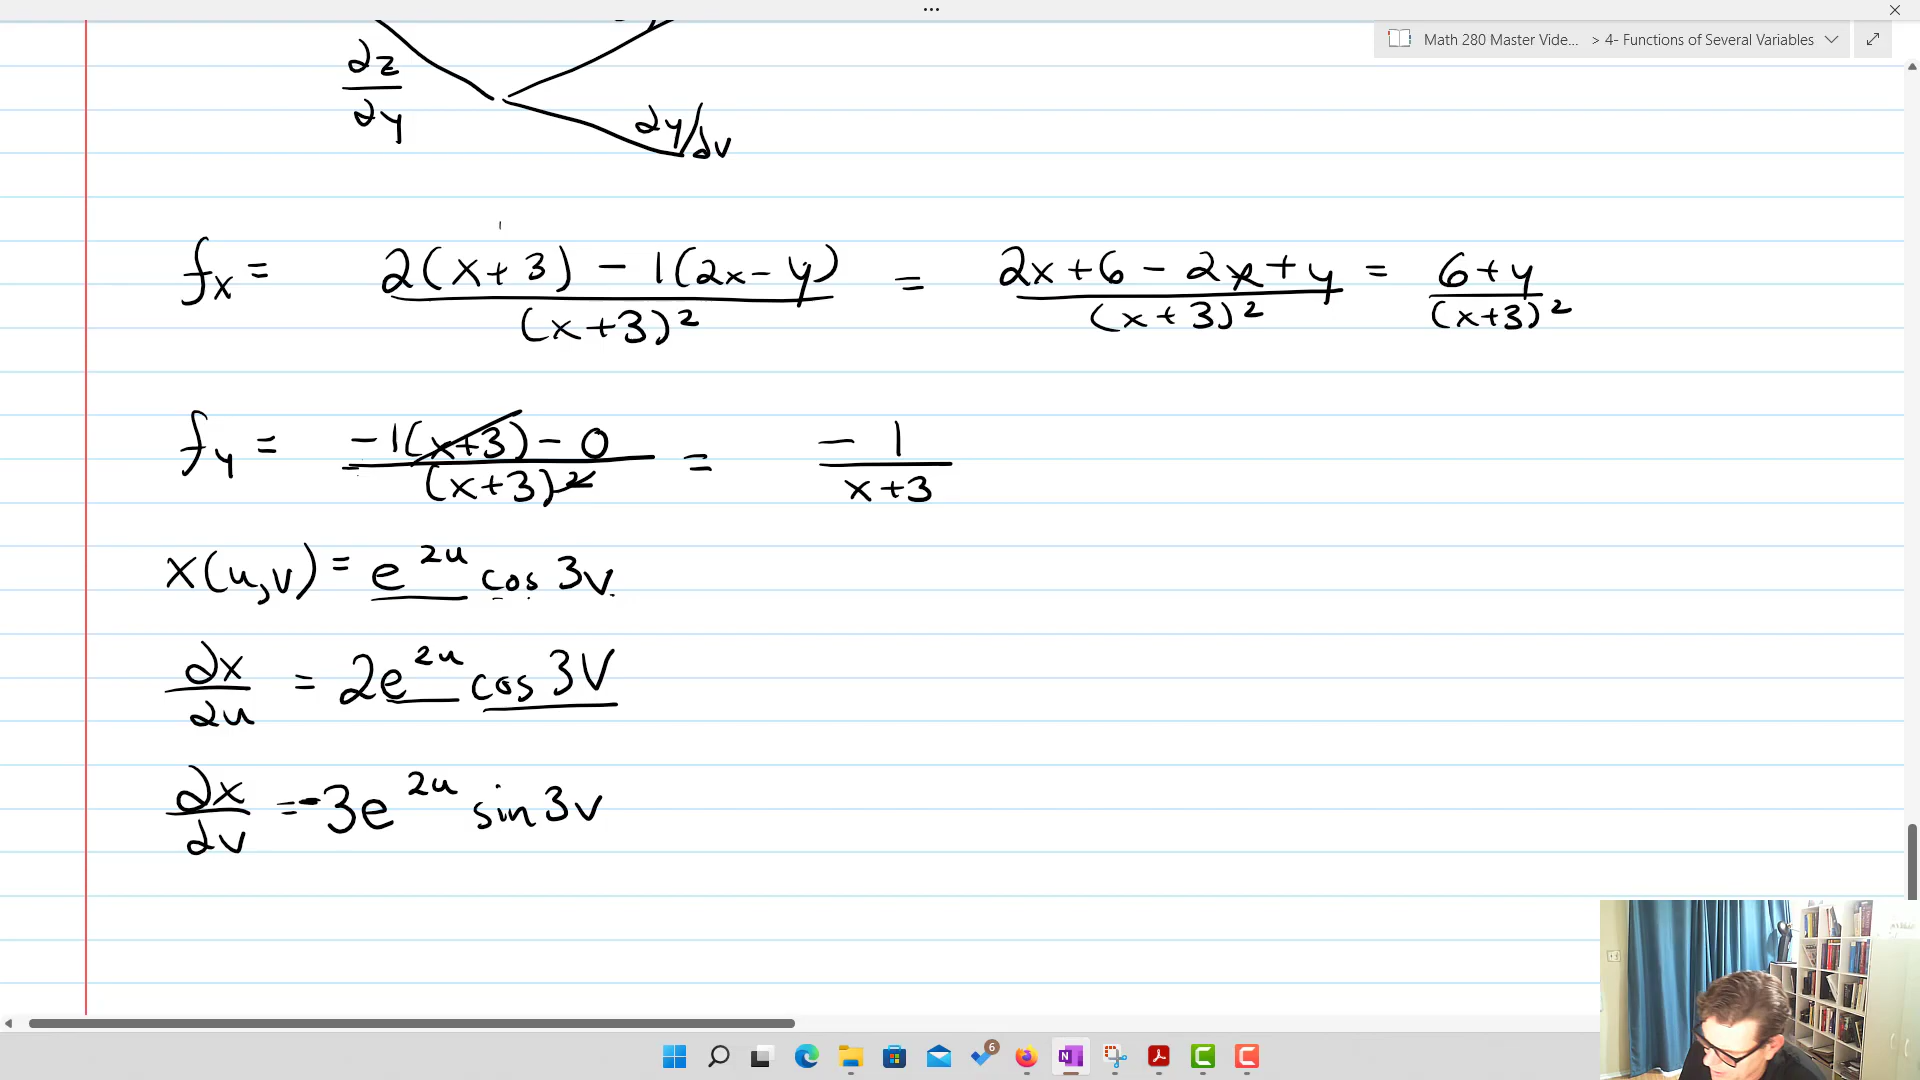 Math 280 Master Vide... > 4- Functions of Several Variables
∂z/∂y
∂y/∂v
fx = 2(x+3) - 1(2x-y) / (x+3)² = 2x+6-2x+y / (x+3)² = 6+y / (x+3)²
fy = -1(x+3) - 0 / (x+3)² = -1 / x+3
x(u,v) = e^2u cos 3v
∂x/∂u = 2e^2u cos 3v
∂x/∂v = -3e^2u sin 3v
6